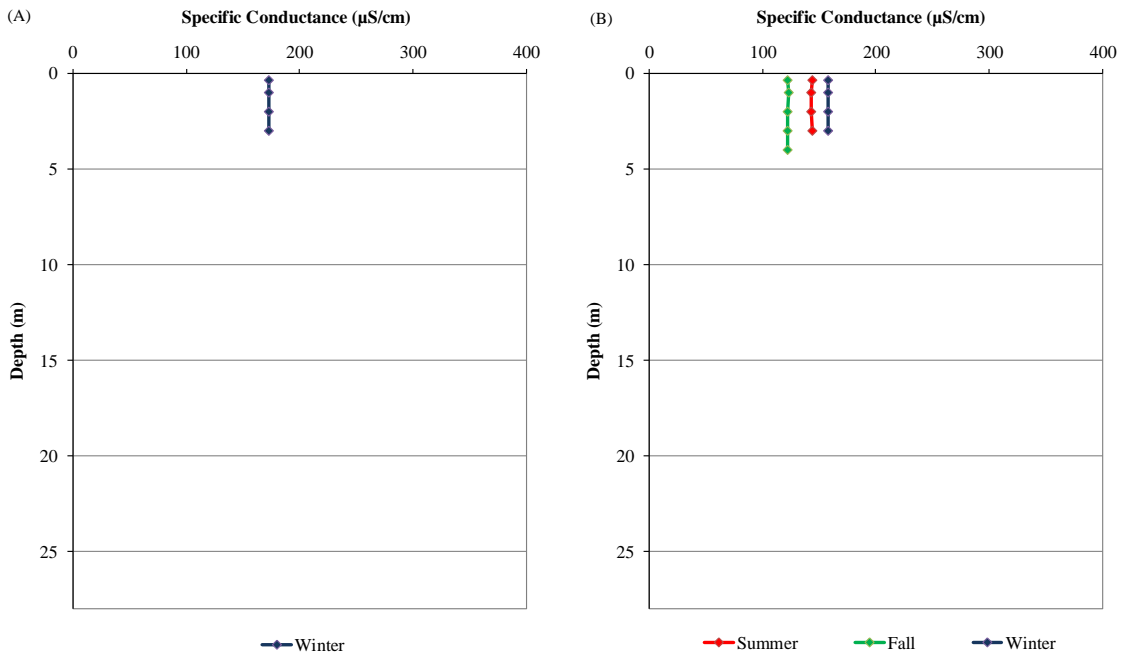 (A)
Specific Conductance (µS/cm)
0 100 200 300 400
0
5
10
15
20
25
Depth (m)
Winter
(B)
Specific Conductance (µS/cm)
0 100 200 300 400
0
5
10
15
20
25
Depth (m)
Summer Fall Winter